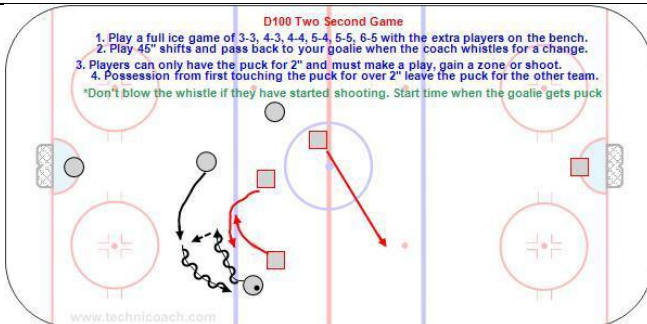 D100 Two Second Game
1. Play a full ice game of 3-3, 4-3, 4-4, 5-4, 5-5, 6-5 with the extra players on the bench.
2. Play 45" shifts and pass back to your goalie when the coach whistles for a change.
3. Players can only have the puck for 2" and must make a play, gain a zone or shoot.
4. Possession from first touching the puck for over 2" leave the puck for the other team.
*Don't blow the whistle if they have started shooting. Start time when the goalie gets puck
www.technicoach.com